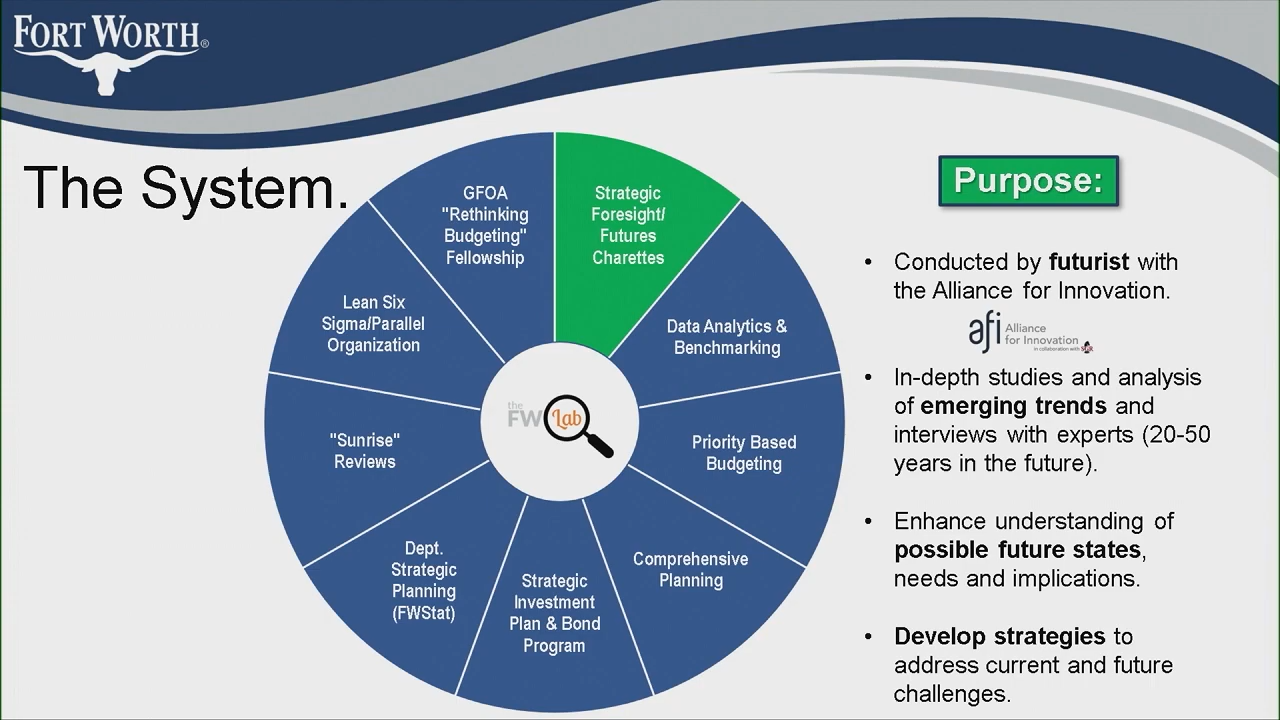 FORT WORTH®
The System.
GFOA
"Rethinking
Budgeting"
Fellowship
Strategic
Foresight/
Futures
Charettes
Data Analytics &
Benchmarking
Priority Based
Budgeting
Comprehensive
Planning
Strategic
Investment
Plan & Bond
Program
Dept.
Strategic
Planning
(FWStat)
"Sunrise"
Reviews
Lean Six
Sigma/Parallel
Organization
the
FW Lab
Purpose:
• Conducted by futurist with
the Alliance for Innovation.
afi Alliance
for Innovation
in collaboration with
• In-depth studies and analysis
of emerging trends and
interviews with experts (20-50
years in the future).
• Enhance understanding of
possible future states,
needs and implications.
• Develop strategies to
address current and future
challenges.